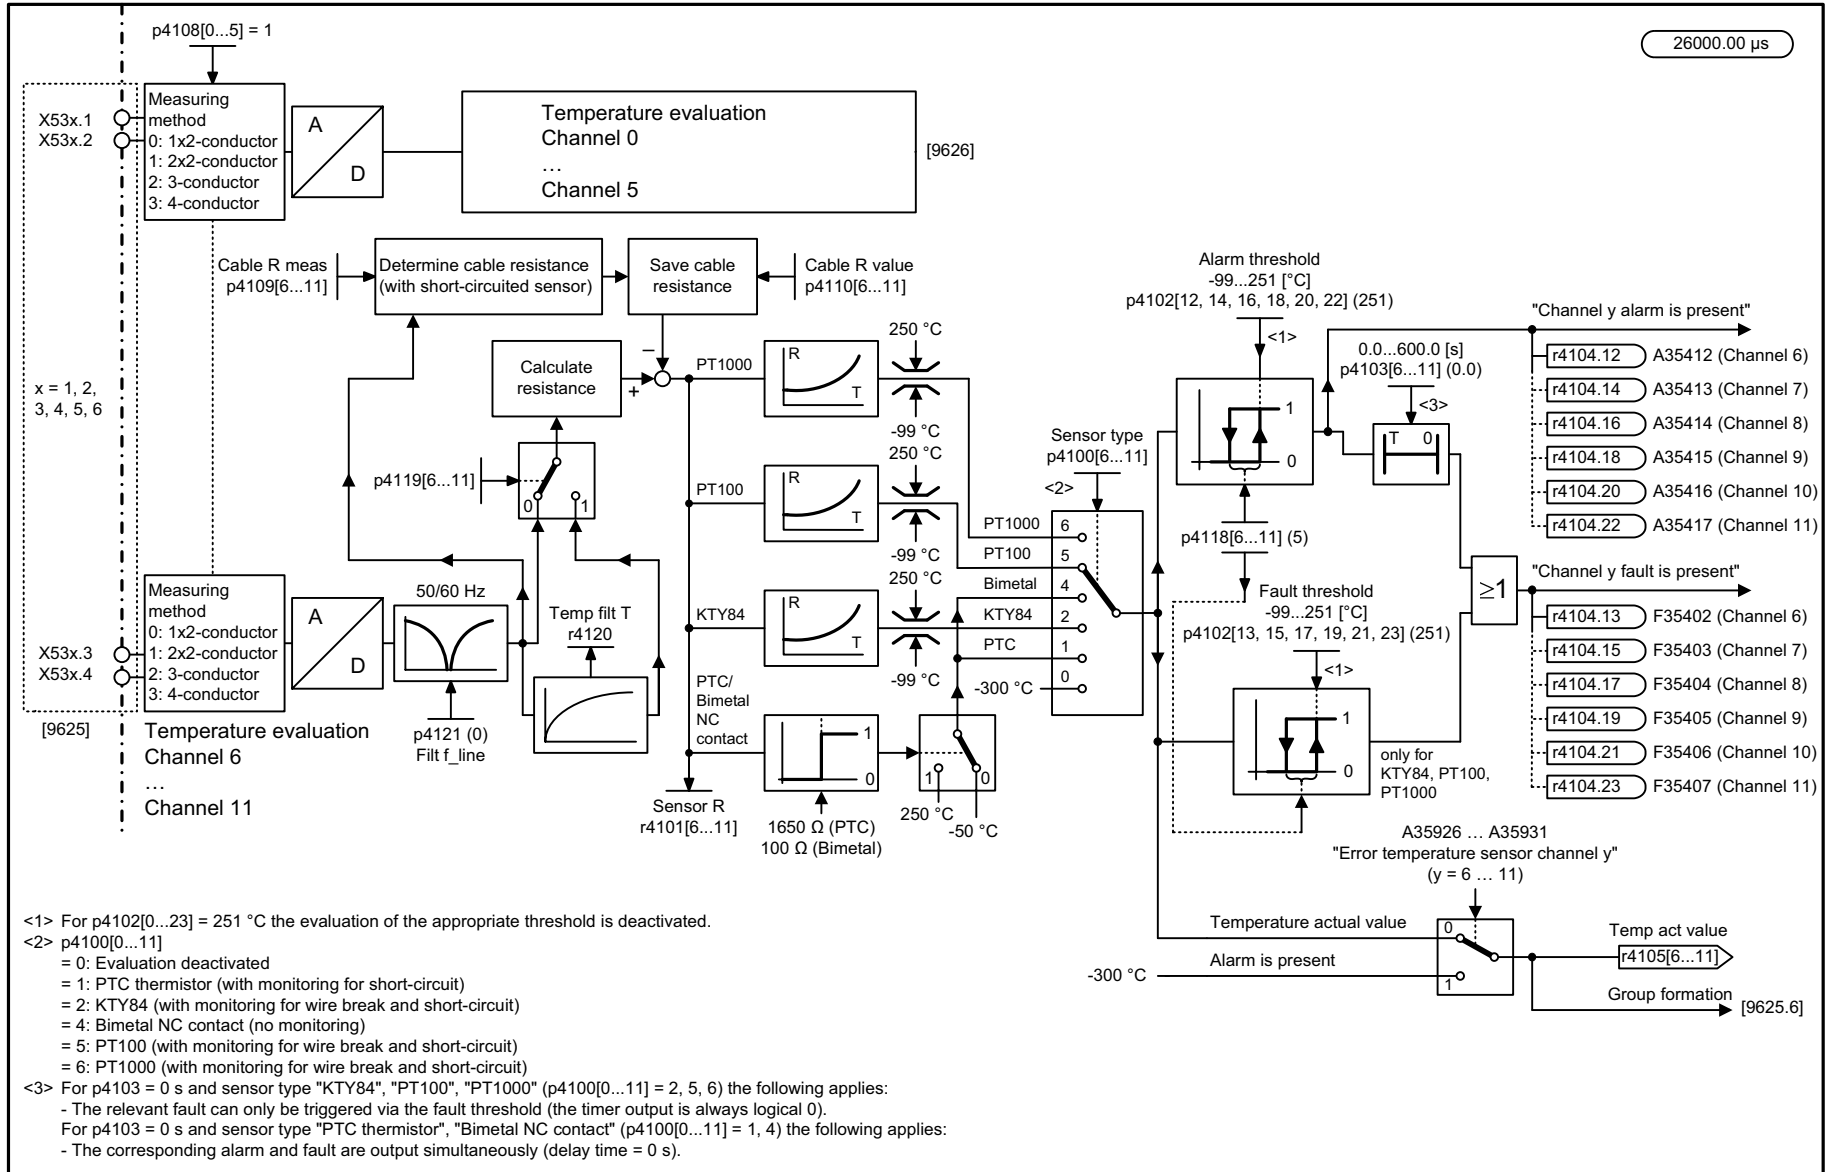 p4108[0...5] = 1
26000.00 µs
X53x.1
X53x.2
Measuring
method
0: 1x2-conductor
1: 2x2-conductor
2: 3-conductor
3: 4-conductor
A
D
Temperature evaluation
Channel 0
...
Channel 5
[9626]
x = 1, 2,
3, 4, 5, 6
Cable R meas
p4109[6...11]
Determine cable resistance
(with short-circuited sensor)
Save cable
resistance
Cable R value
p4110[6...11]
Calculate
resistance
–
+
p4119[6...11]
0
1
50/60 Hz
Temp filt T
r4120
X53x.3
X53x.4
[9625]
Measuring
method
0: 1x2-conductor
1: 2x2-conductor
2: 3-conductor
3: 4-conductor
A
D
Temperature evaluation
Channel 6
...
Channel 11
p4121 (0)
Filt f_line
PT1000
R
T
250 °C
-99 °C
PT100
R
T
250 °C
-99 °C
KTY84
R
T
250 °C
-99 °C
PTC/
Bimetal
NC
contact
1
0
1650 Ω (PTC)
100 Ω (Bimetal)
Sensor R
r4101[6...11]
1
0
250 °C
-50 °C
Sensor type
p4100[6...11]
<2>
PT1000
6
PT100
5
Bimetal
4
KTY84
2
PTC
1
-300 °C
0
Alarm threshold
-99...251 [°C]
p4102[12, 14, 16, 18, 20, 22] (251)
<1>
1
0
p4118[6...11] (5)
0.0...600.0 [s]
p4103[6...11] (0.0)
<3>
T
0
Fault threshold
-99...251 [°C]
p4102[13, 15, 17, 19, 21, 23] (251)
<1>
1
0
only for
KTY84, PT100,
PT1000
≥1
"Channel y alarm is present"
r4104.12 A35412 (Channel 6)
r4104.14 A35413 (Channel 7)
r4104.16 A35414 (Channel 8)
r4104.18 A35415 (Channel 9)
r4104.20 A35416 (Channel 10)
r4104.22 A35417 (Channel 11)
"Channel y fault is present"
r4104.13 F35402 (Channel 6)
r4104.15 F35403 (Channel 7)
r4104.17 F35404 (Channel 8)
r4104.19 F35405 (Channel 9)
r4104.21 F35406 (Channel 10)
r4104.23 F35407 (Channel 11)
A35926 ... A35931
"Error temperature sensor channel y"
(y = 6 ... 11)
Temperature actual value
0
Alarm is present
-300 °C
1
Temp act value
r4105[6...11]
Group formation
[9625.6]
<1> For p4102[0...23] = 251 °C the evaluation of the appropriate threshold is deactivated.
<2> p4100[0...11]
= 0: Evaluation deactivated
= 1: PTC thermistor (with monitoring for short-circuit)
= 2: KTY84 (with monitoring for wire break and short-circuit)
= 4: Bimetal NC contact (no monitoring)
= 5: PT100 (with monitoring for wire break and short-circuit)
= 6: PT1000 (with monitoring for wire break and short-circuit)
<3> For p4103 = 0 s and sensor type "KTY84", "PT100", "PT1000" (p4100[0...11] = 2, 5, 6) the following applies:
- The relevant fault can only be triggered via the fault threshold (the timer output is always logical 0).
For p4103 = 0 s and sensor type "PTC thermistor", "Bimetal NC contact" (p4100[0...11] = 1, 4) the following applies:
- The corresponding alarm and fault are output simultaneously (delay time = 0 s).